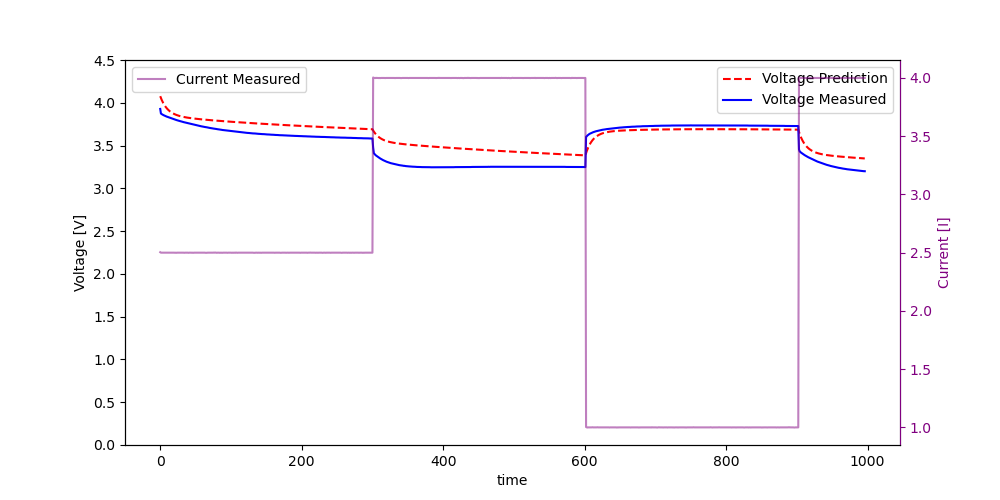 Current Measured
Voltage Prediction
Voltage Measured
4.5
4.0
3.5
3.0
2.5
2.0
1.5
1.0
0.5
0.0
Voltage [V]
4.0
3.5
3.0
2.5
2.0
1.5
1.0
Current [I]
0 200 400 600 800 1000
time